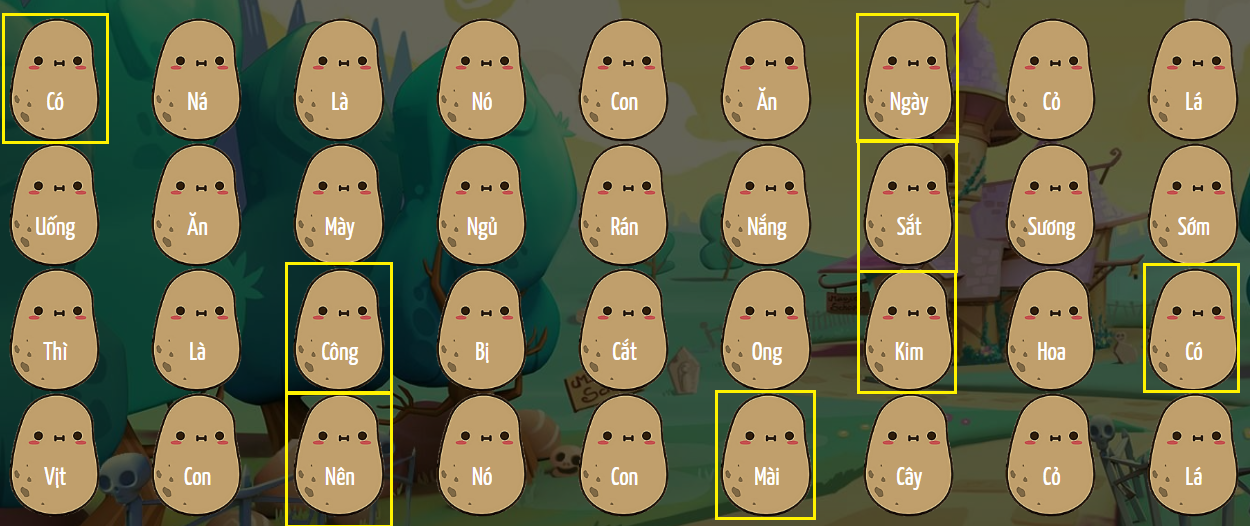 Có Ná Là Nó Con Ăn Ngày Cỏ Lá
Uống Ăn Mày Ngủ Rán Nắng Sắt Sương Sớm
Thì Là Công Bị Cắt Ong Kim Hoa Có
Vịt Con Nên Nó Con Mài Cây Cỏ Lá